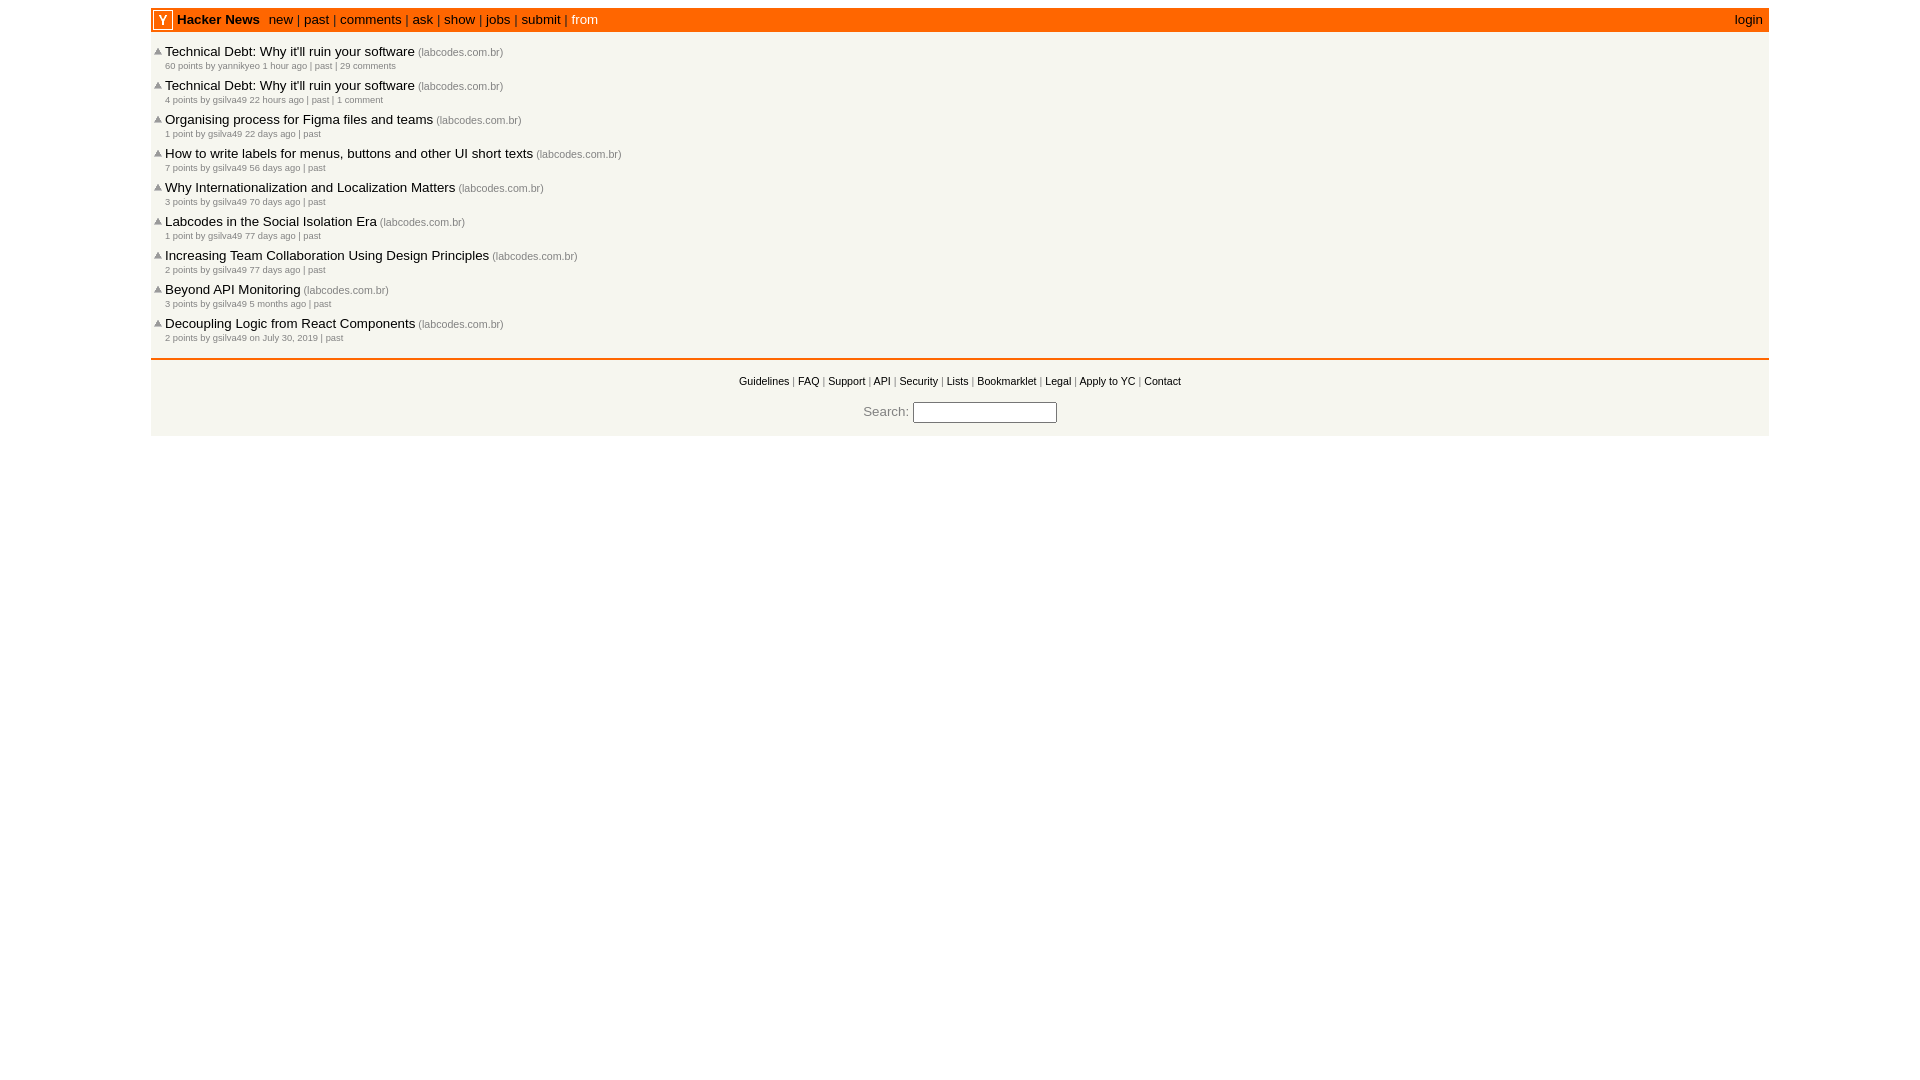 Y Hacker News new | past | comments | ask | show | jobs | submit | from login
Technical Debt: Why it'll ruin your software (labcodes.com.br)
60 points by yannikyeo 1 hour ago | past | 29 comments
Technical Debt: Why it'll ruin your software (labcodes.com.br)
4 points by gsilva49 22 hours ago | past | 1 comment
Organising process for Figma files and teams (labcodes.com.br)
1 point by gsilva49 22 days ago | past
How to write labels for menus, buttons and other UI short texts (labcodes.com.br)
7 points by gsilva49 56 days ago | past
Why Internationalization and Localization Matters (labcodes.com.br)
3 points by gsilva49 70 days ago | past
Labcodes in the Social Isolation Era (labcodes.com.br)
1 point by gsilva49 77 days ago | past
Increasing Team Collaboration Using Design Principles (labcodes.com.br)
2 points by gsilva49 77 days ago | past
Beyond API Monitoring (labcodes.com.br)
3 points by gsilva49 5 months ago | past
Decoupling Logic from React Components (labcodes.com.br)
2 points by gsilva49 on July 30, 2019 | past
Guidelines | FAQ | Support | API | Security | Lists | Bookmarklet | Legal | Apply to YC | Contact
Search: